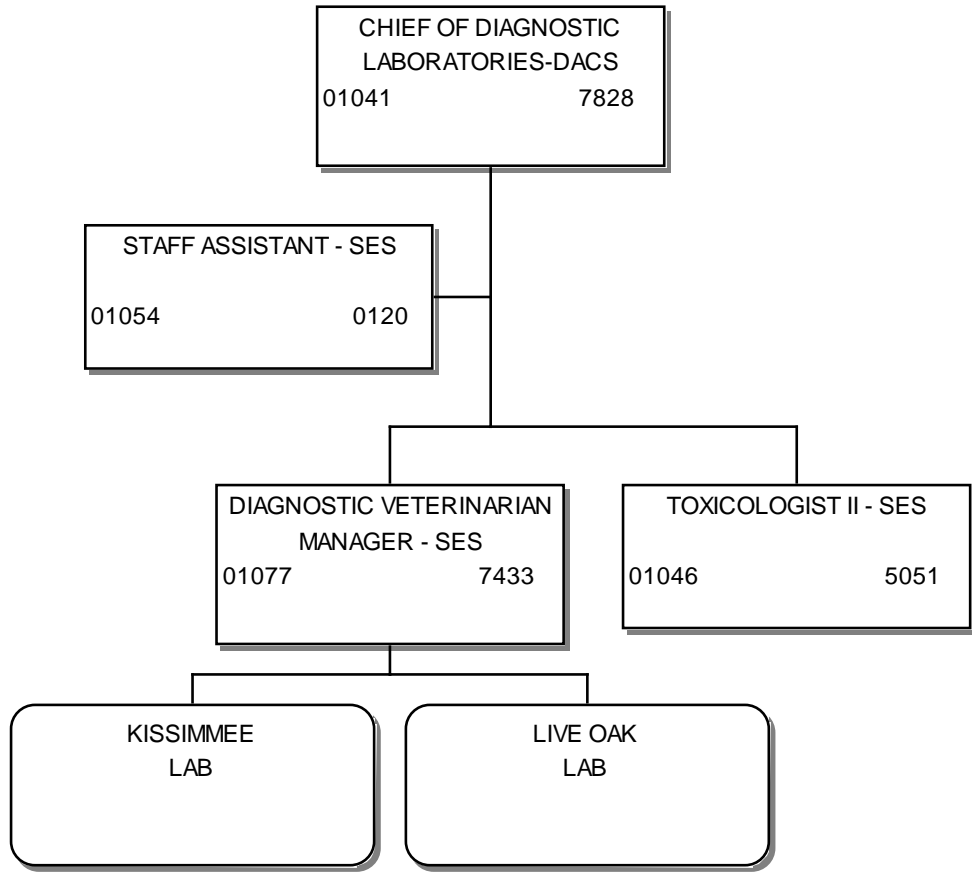 CHIEF OF DIAGNOSTIC
LABORATORIES-DACS
01041 7828
STAFF ASSISTANT - SES
01054 0120
DIAGNOSTIC VETERINARIAN
MANAGER - SES
01077 7433
TOXICOLOGIST II - SES
01046 5051
KISSIMMEE
LAB
LIVE OAK
LAB